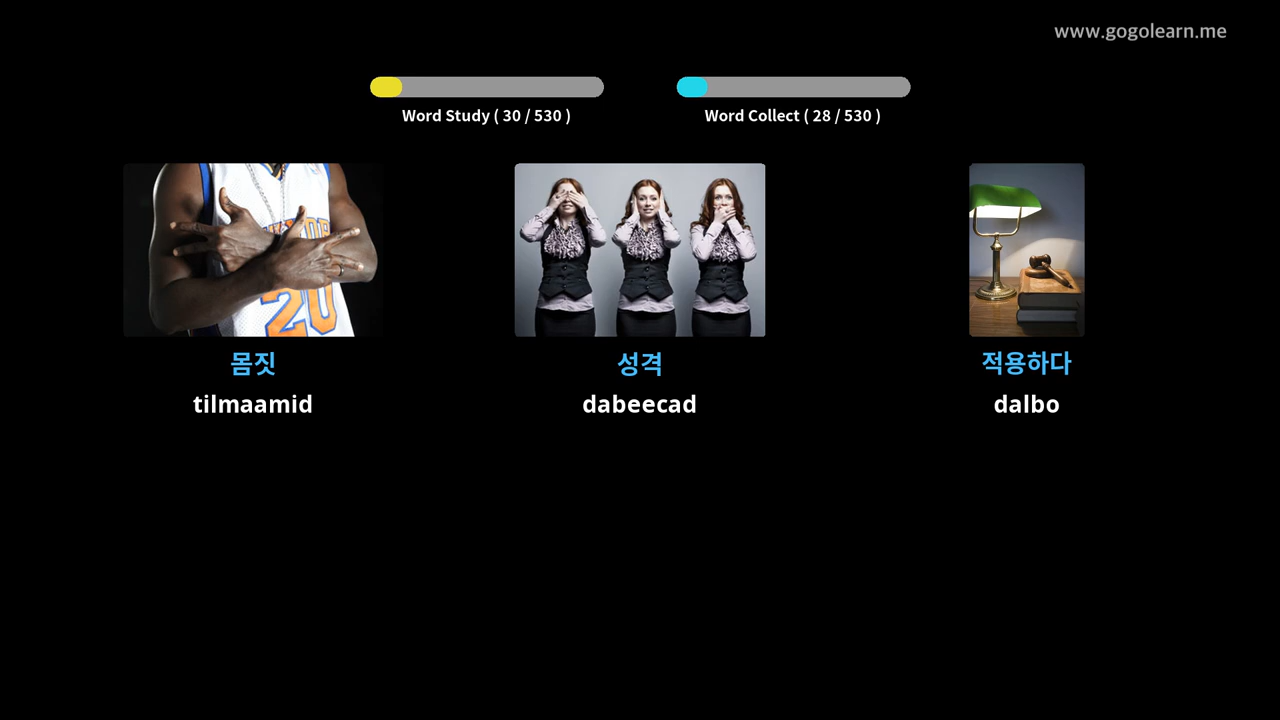 www.gogolearn.me
Word Study ( 30 / 530 )
Word Collect ( 28 / 530 )
20
몸짓
성격
적용하다
tilmaamid
dabeecad
dalbo